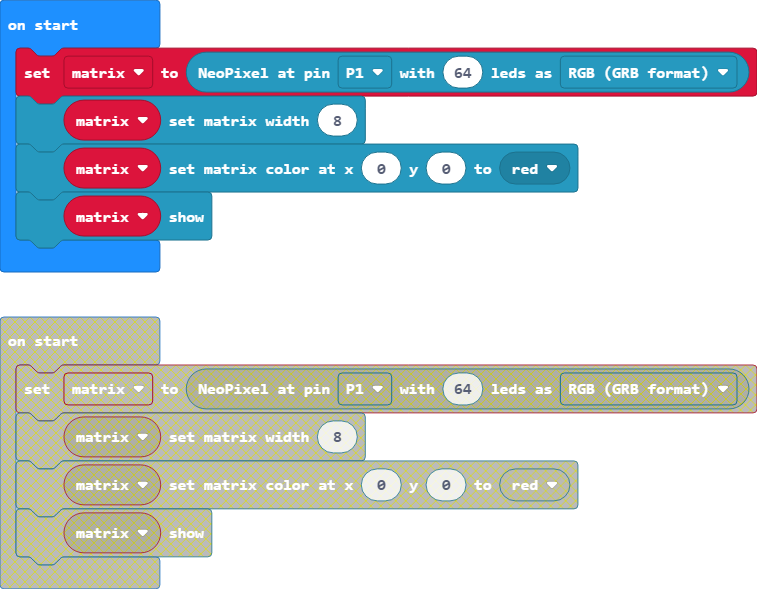 on start
set matrix to NeoPixel at pin P1 with 64 leds as RGB (GRB format)
matrix set matrix width 8
matrix set matrix color at x 0 y 0 to red
matrix show
on start
set matrix to NeoPixel at pin P1 with 64 leds as RGB (GRB format)
matrix set matrix width 8
matrix set matrix color at x 0 y 0 to red
matrix show